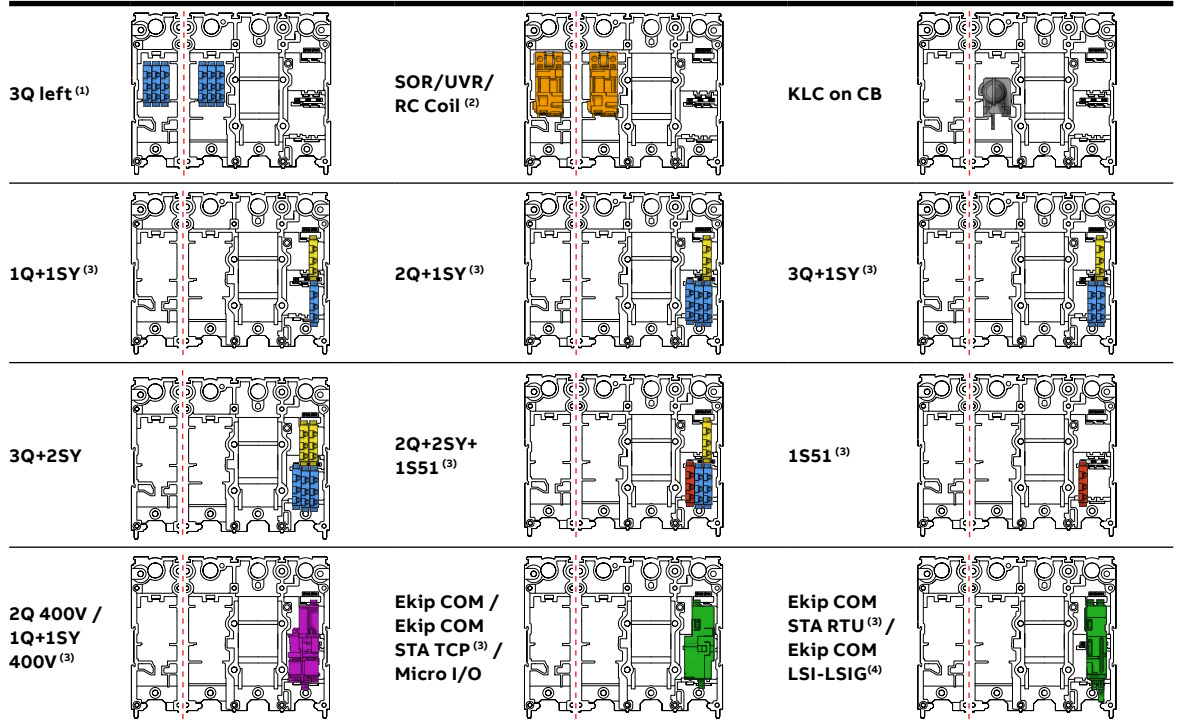 3Q left (1)
SOR/UVR/
RC Coil (2)
KLC on CB
1Q+1SY (3)
2Q+1SY (3)
3Q+1SY (3)
3Q+2SY
2Q+2SY+
1S51 (3)
1S51 (3)
2Q 400V /
1Q+1SY
400V (3)
Ekip COM /
Ekip COM
STA TCP (3) /
Micro I/O
Ekip COM
STA RTU (3) /
Ekip COM
LSI-LSIG(4)